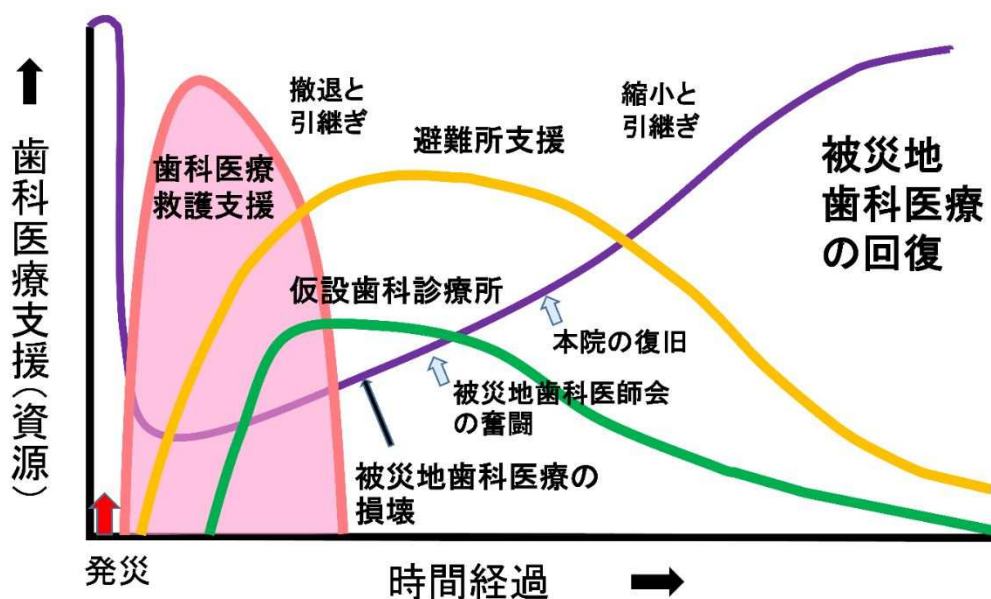 歯科医療支援（資源）
撤退と
引継ぎ
縮小と
引継ぎ
避難所支援
歯科医療
救護支援
被災地
歯科医療
の回復
仮設歯科診療所
本院の復旧
被災地歯科医師会
の奮闘
被災地歯科医療の
損壊
発災
時間経過